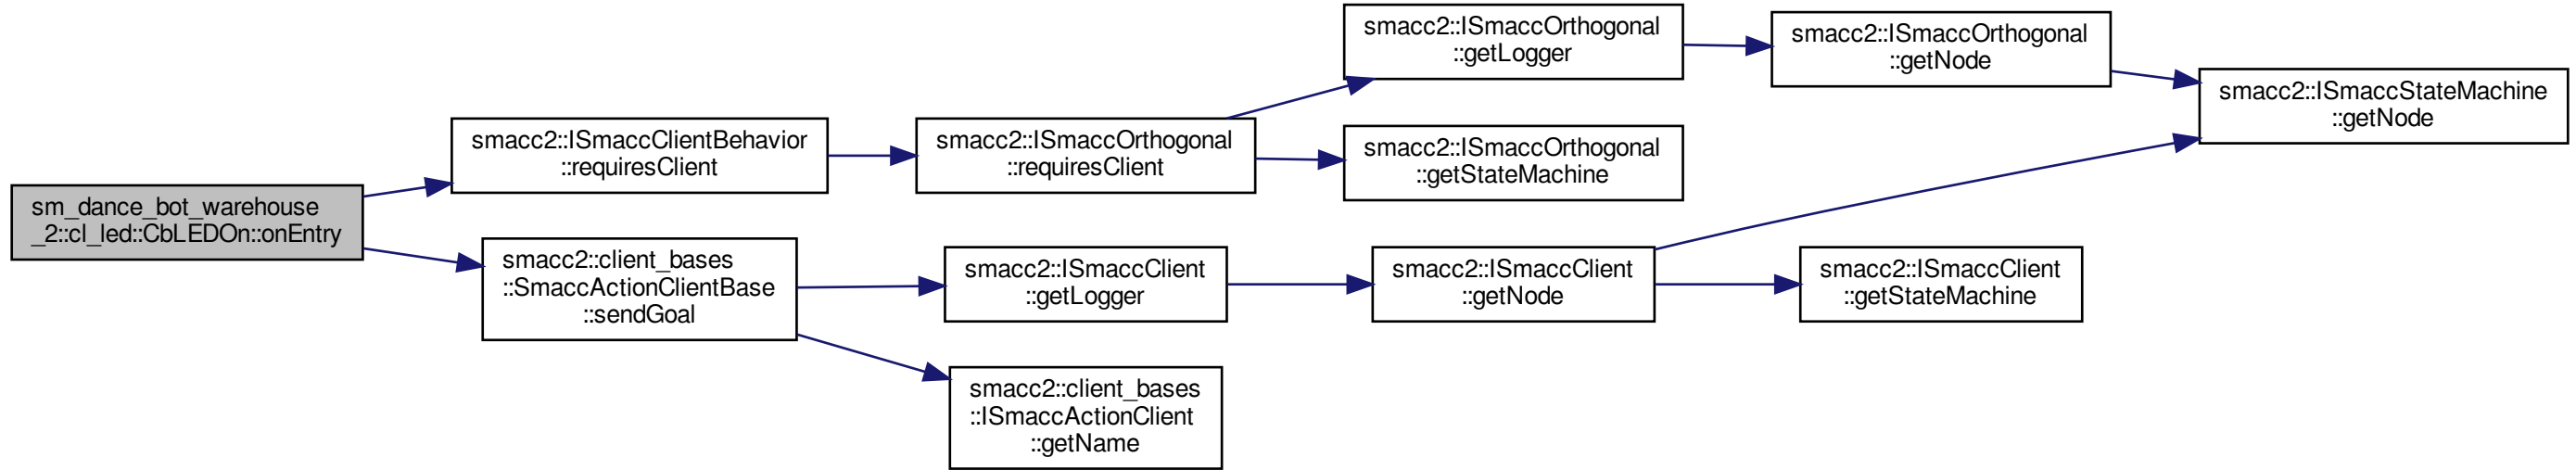 sm_dance_bot_warehouse
_2::cl_led::CbLEDOn::onEntry
smacc2::ISmaccClientBehavior
::requiresClient
smacc2::ISmaccOrthogonal
::requiresClient
smacc2::ISmaccOrthogonal
::getLogger
smacc2::ISmaccOrthogonal
::getNode
smacc2::ISmaccStateMachine
::getNode
smacc2::ISmaccOrthogonal
::getStateMachine
smacc2::client_bases
::SmaccActionClientBase
::sendGoal
smacc2::ISmaccClient
::getLogger
smacc2::ISmaccClient
::getNode
smacc2::ISmaccClient
::getStateMachine
smacc2::client_bases
::ISmaccActionClient
::getName